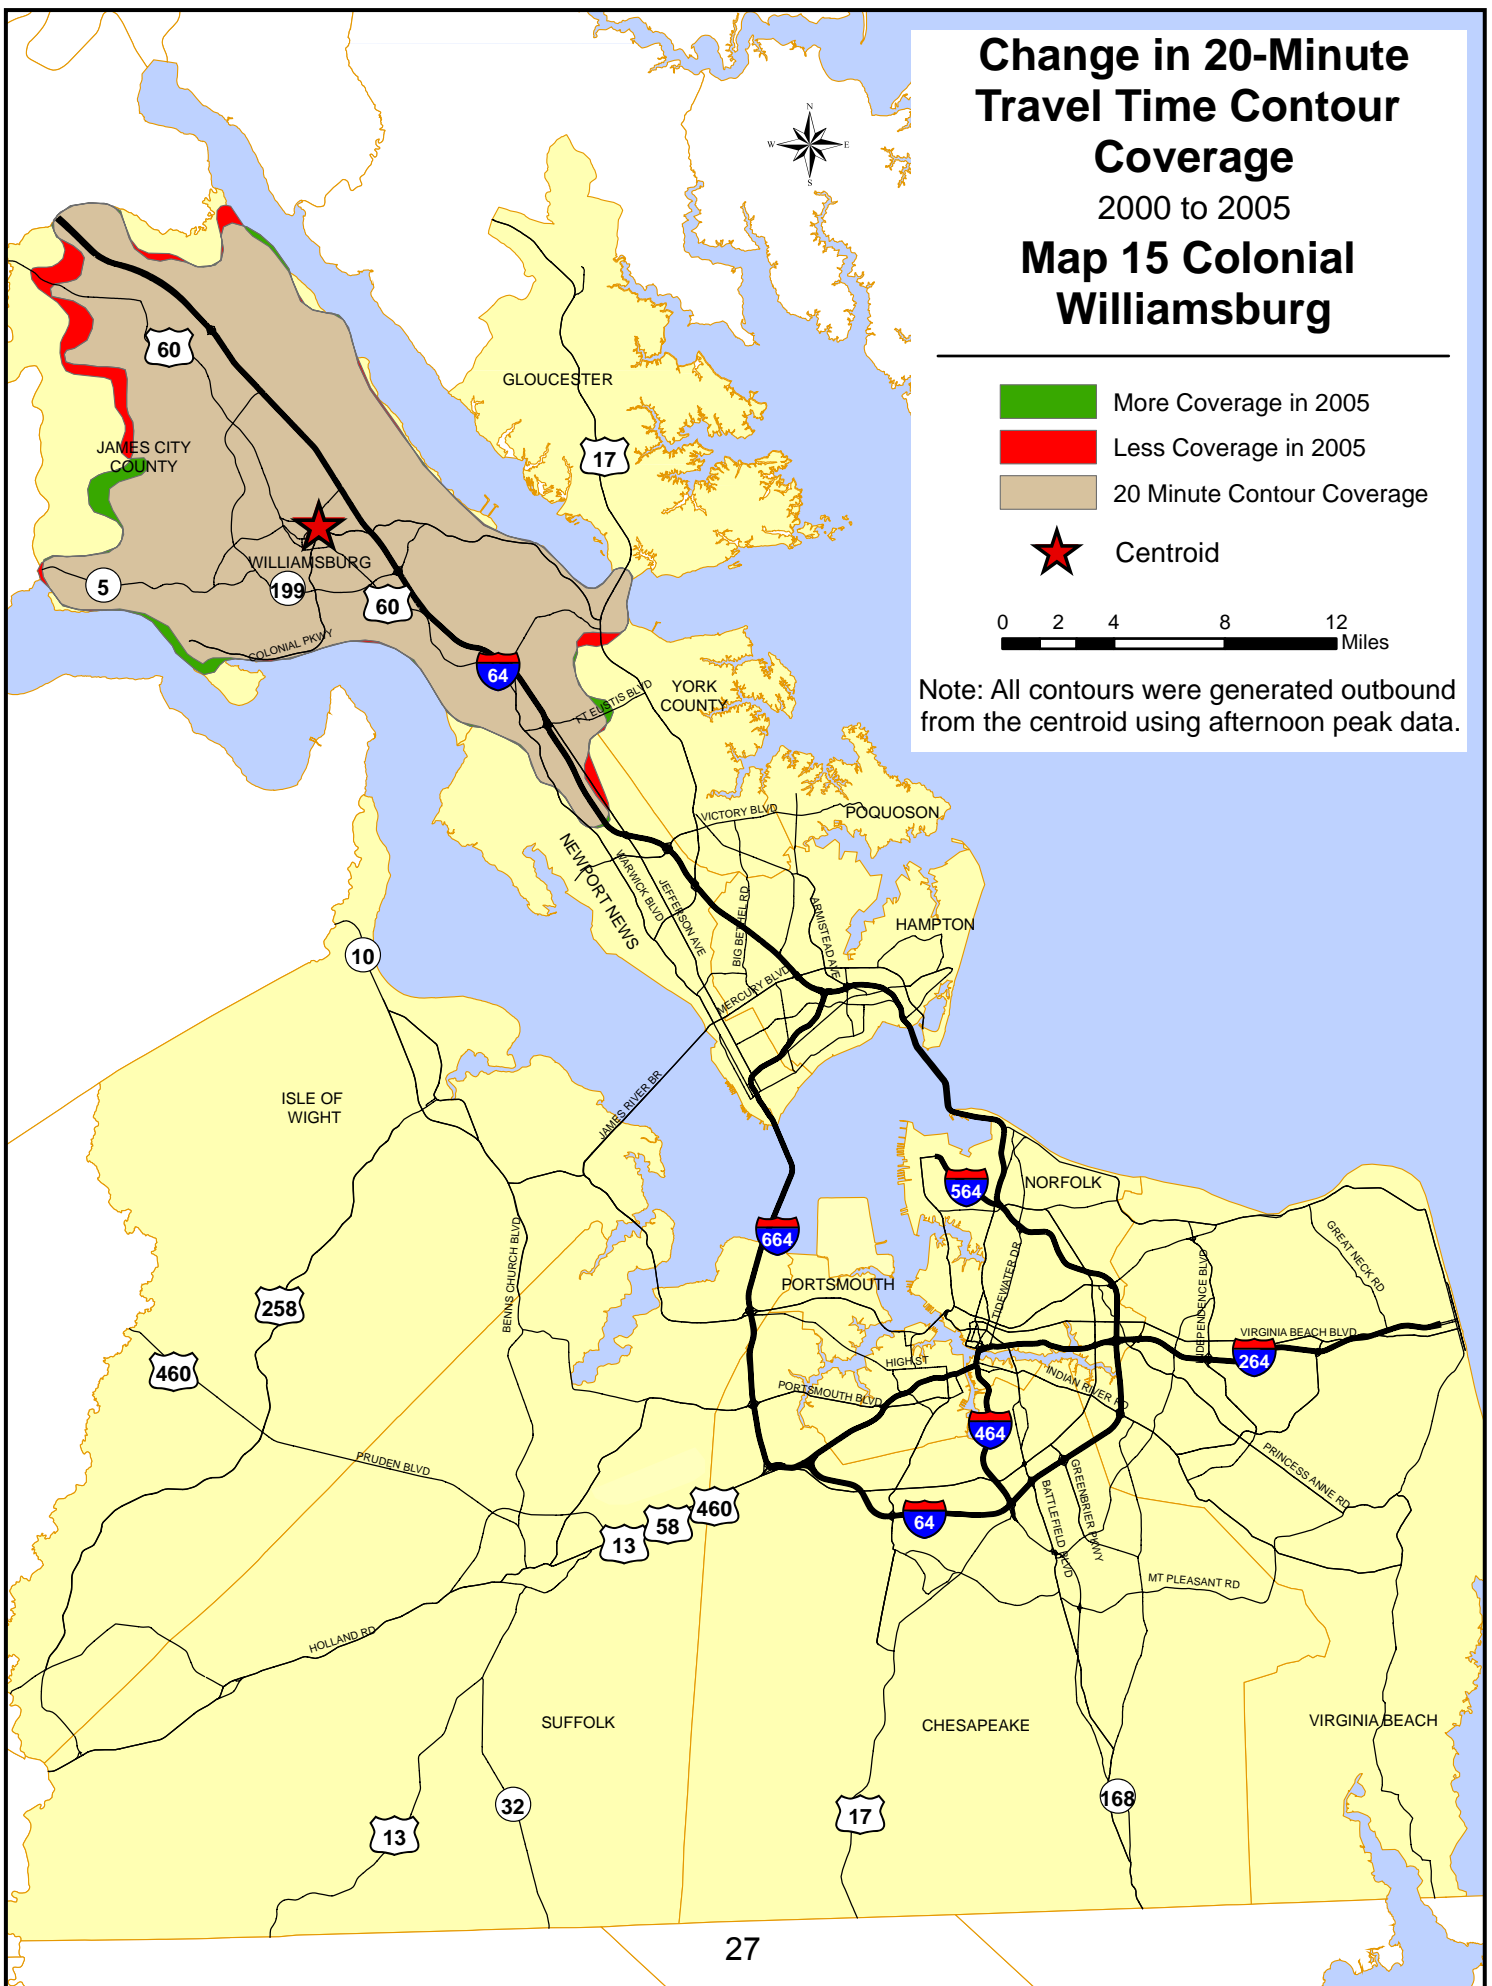 Change in 20-Minute
Travel Time Contour
Coverage
2000 to 2005
Map 15 Colonial
Williamsburg
N
W E
S
More Coverage in 2005
Less Coverage in 2005
20 Minute Contour Coverage
Centroid
0 2 4 8 12
Miles
Note: All contours were generated outbound
from the centroid using afternoon peak data.
60
GLOUCESTER
17
JAMES CITY
COUNTY
WILLIAMSBURG
5
199
60
COLONIAL PKWY
64
FT EUSTIS BLVD
YORK
COUNTY
VICTORY BLVD
POQUOSON
NEWPORT NEWS
WARWICK BLVD
JEFFERSON AVE
BIG BETHEL RD
ARMISTEAD AVE
HAMPTON
MERCURY BLVD
10
ISLE OF
WIGHT
JAMES RIVER BR
564
NORFOLK
664
BENNS CHURCH BLVD
TIDEWATER DR
INDEPENDENCE BLVD
GREAT NECK RD
PORTSMOUTH
258
VIRGINIA BEACH BLVD
264
460
HIGH ST
INDIAN RIVER RD
PORTSMOUTH BLVD
464
PRUDEN BLVD
PRINCESS ANNE RD
460
58
13
64
BATTLEFIELD BLVD
GREENBRIER PKWY
MT PLEASANT RD
HOLLAND RD
SUFFOLK
CHESAPEAKE
VIRGINIA BEACH
32
13
17
168
27